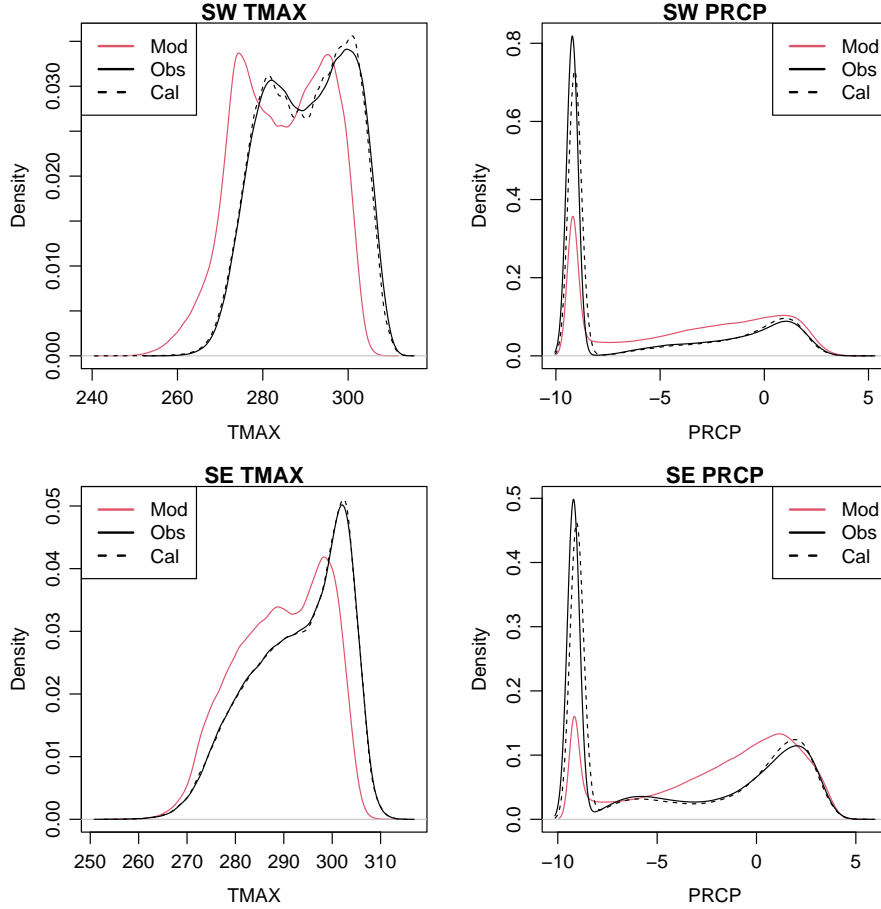 SW TMAX
Mod
Obs
Cal
Density
0.000
0.010
0.020
0.030
240
260
280
300
TMAX
SW PRCP
Mod
Obs
Cal
Density
0.0
0.2
0.4
0.6
0.8
−10
−5
0
5
PRCP
SE TMAX
Mod
Obs
Cal
Density
0.00
0.01
0.02
0.03
0.04
0.05
250
260
270
280
290
300
310
TMAX
SE PRCP
Mod
Obs
Cal
Density
0.0
0.1
0.2
0.3
0.4
0.5
−10
−5
0
5
PRCP